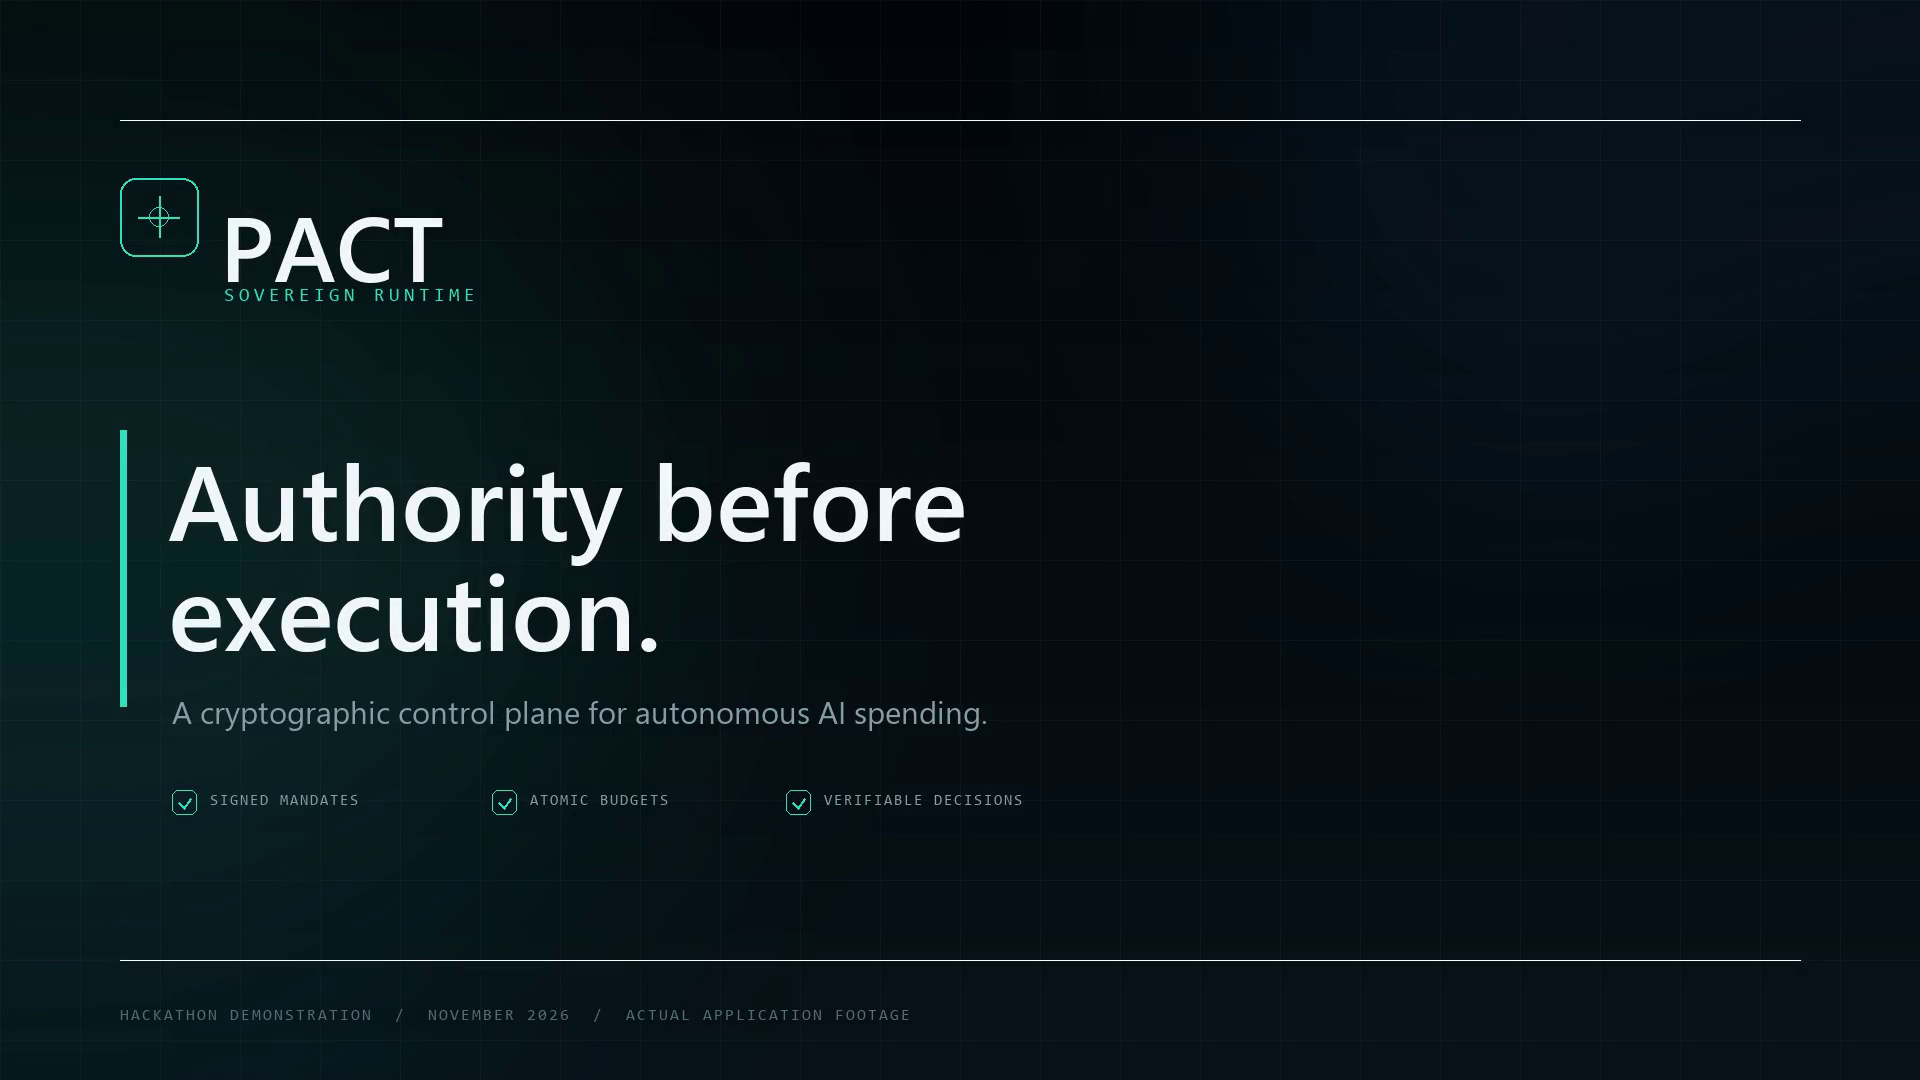 PACT
SOVEREIGN RUNTIME
Authority before
execution.
A cryptographic control plane for autonomous AI spending.
SIGNED MANDATES ATOMIC BUDGETS VERIFIABLE DECISIONS
HACKATHON DEMONSTRATION / NOVEMBER 2026 / ACTUAL APPLICATION FOOTAGE